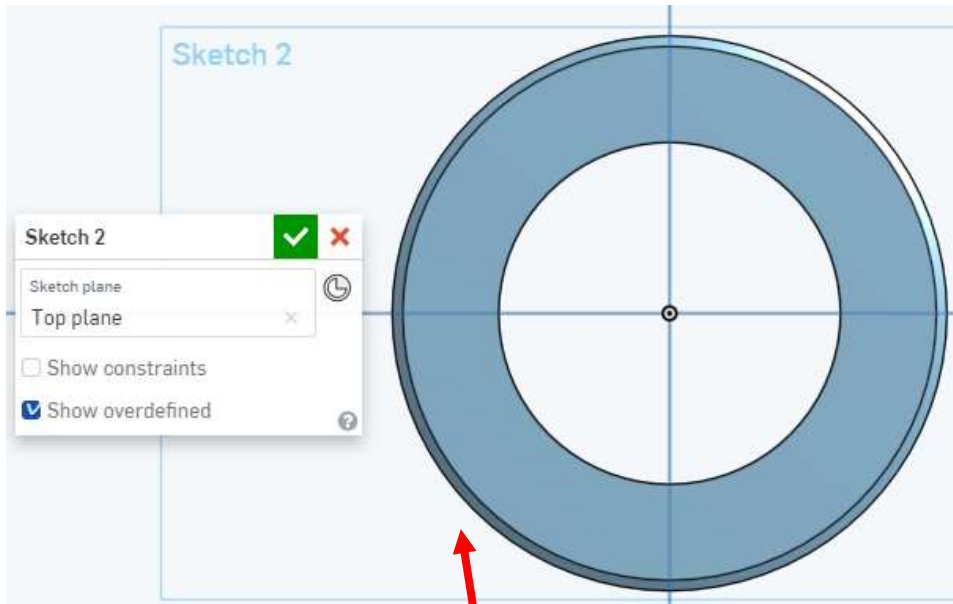 Sketch 2
Sketch 2
Sketch plane
Top plane
Show constraints
Show overdefined